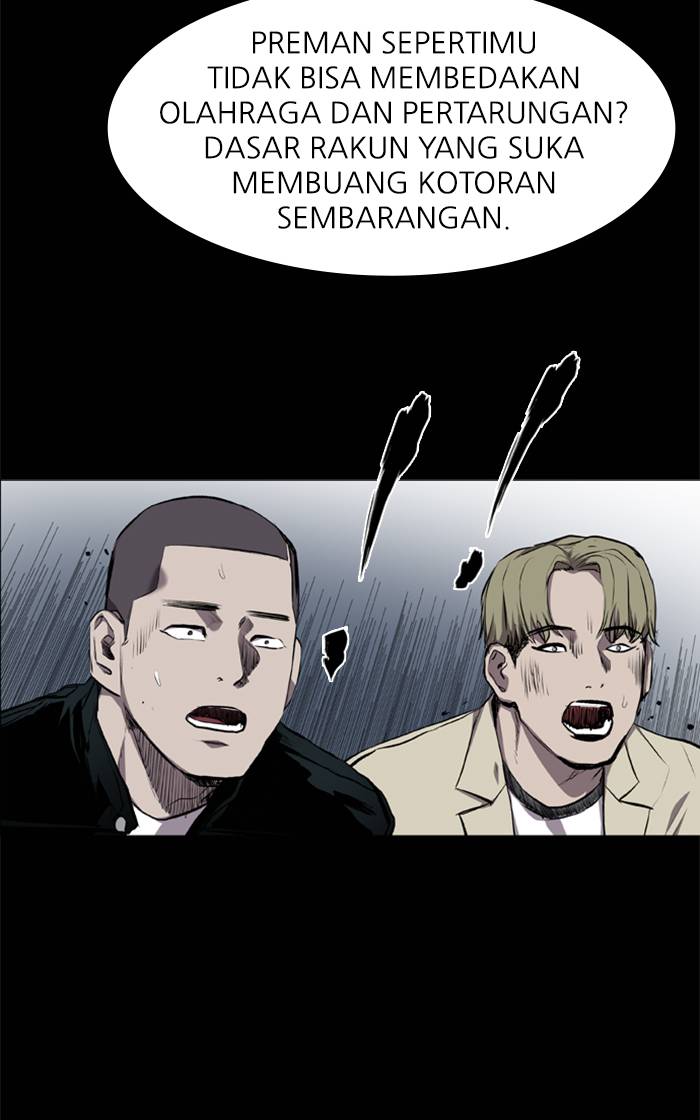 PREMAN SEPERTIMU
TIDAK BISA MEMBEDAKAN
OLAHRAGA DAN PERTARUNGAN?
DASAR RAKUN YANG SUKA
MEMBUANG KOTORAN
SEMBARANGAN.